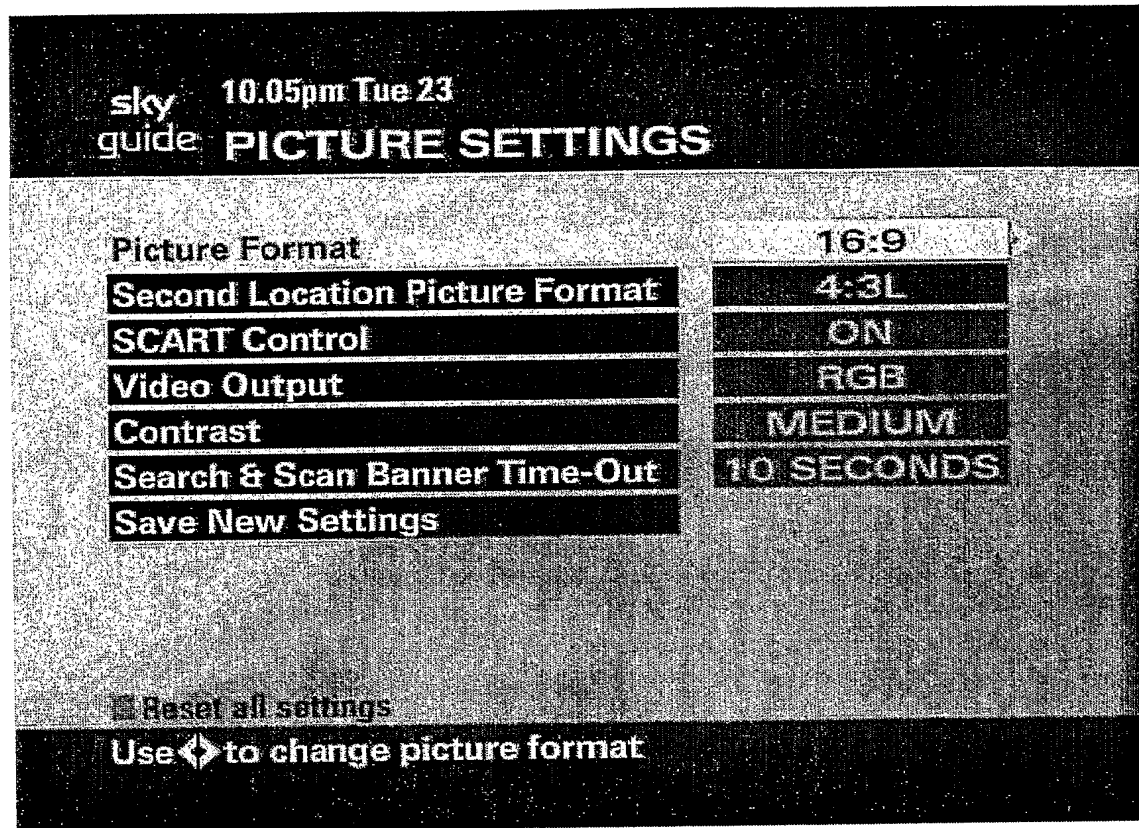 sky 10.05pm Tue 23
guide PICTURE SETTINGS
Picture Format 16:9
Second Location Picture Format 4:3L
SCART Control ON
Video Output RGB
Contrast MEDIUM
Search & Scan Banner Time-Out 10 SECONDS
Save New Settings
Reset all settings
Use to change picture format